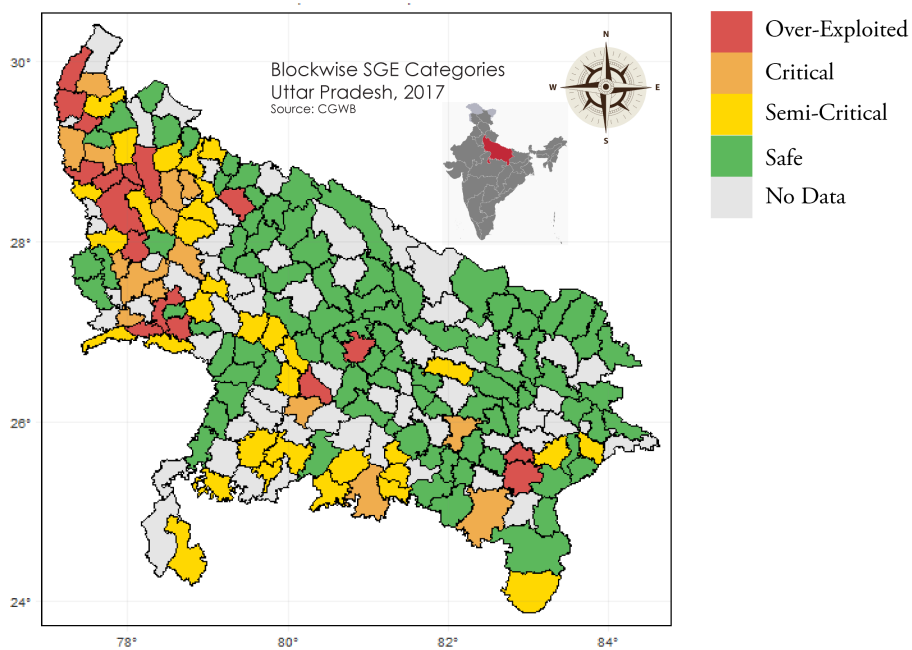 Blockwise SGE Categories
Uttar Pradesh, 2017
Source: CGWB
N
W
E
S
Over-Exploited
Critical
Semi-Critical
Safe
No Data
30°
28°
26°
24°
78°
80°
82°
84°